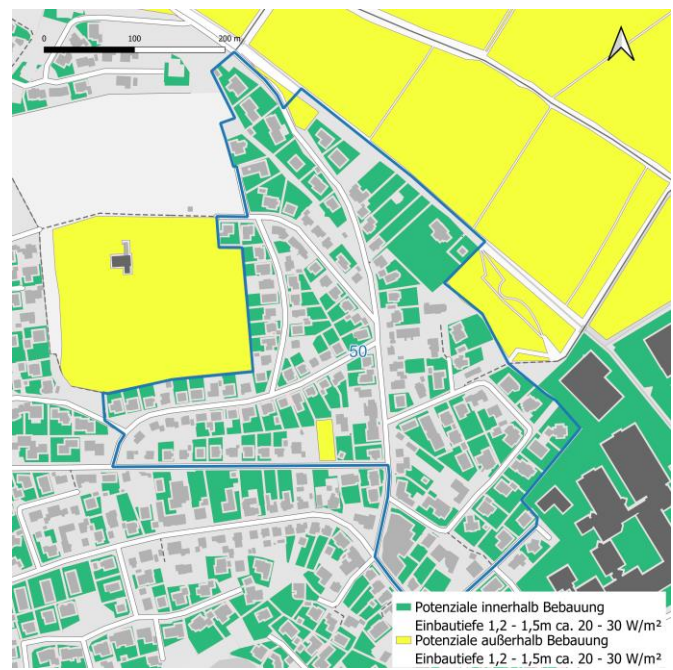 0 100 200 m
50
Potenziale innerhalb Bebauung
Einbautiefe 1,2 - 1,5m ca. 20 - 30 W/m²
Potenziale außerhalb Bebauung
Einbautiefe 1,2 - 1,5m ca. 20 - 30 W/m²